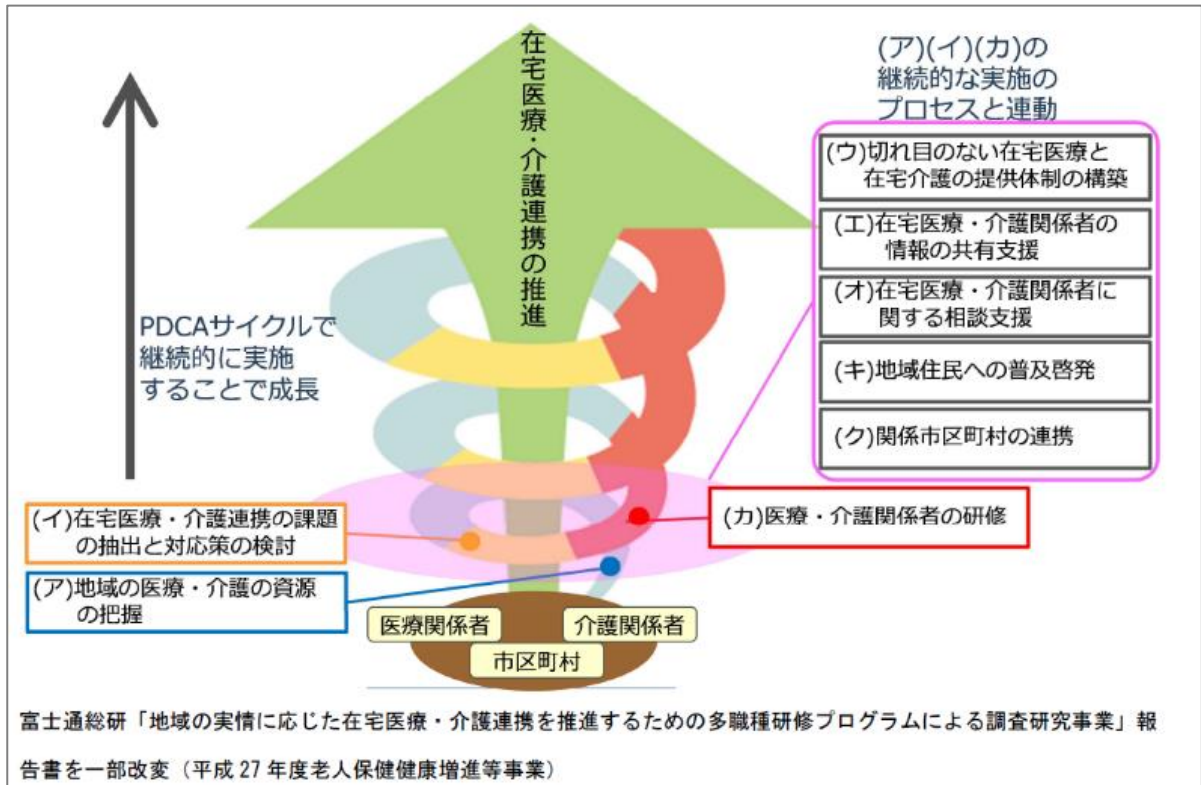 在宅医療・介護連携の推進
(ア)(イ)(カ)の
継続的な実施の
プロセスと連動
(ウ)切れ目のない在宅医療と
在宅介護の提供体制の構築
(エ)在宅医療・介護関係者の
情報の共有支援
(オ)在宅医療・介護関係者に
関する相談支援
(キ)地域住民への普及啓発
(ク)関係市区町村の連携
PDCAサイクルで
継続的に実施
することで成長
(イ)在宅医療・介護連携の課題
の抽出と対応策の検討
(カ)医療・介護関係者の研修
(ア)地域の医療・介護の資源
の把握
医療関係者
介護関係者
市区町村
富士通総研「地域の実情に応じた在宅医療・介護連携を推進するための多職種研修プログラムによる調査研究事業」報
告書を一部改変（平成 27 年度老人保健健康増進等事業）